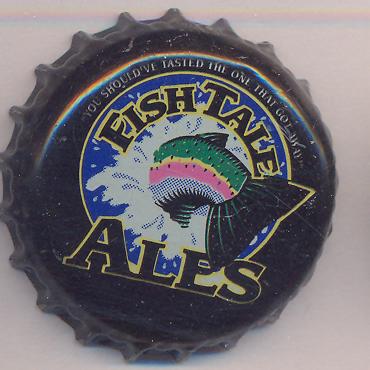 "YOU SHOULD'VE TASTED THE ONE THAT GOT AWAY"
FISH TALE
ALES